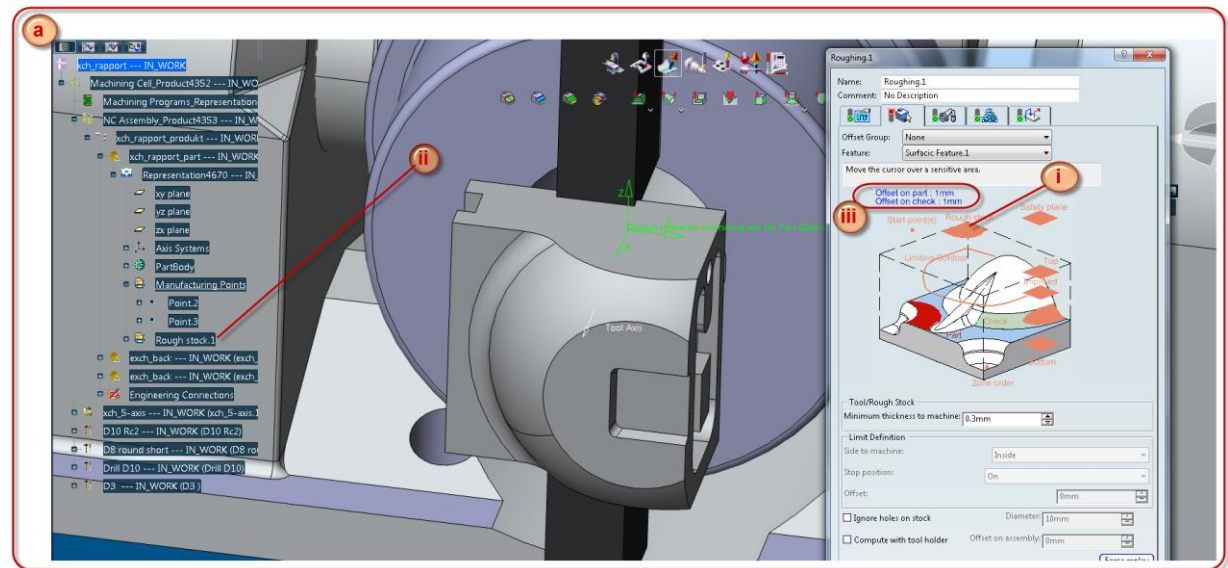 a
xch_rapport --- IN_WORK
Machining Cell_Product4352 --- IN_WO
Machining Programs_Representation
NC Assembly_Product4353 --- IN_W
xch_rapport_produkt --- IN_WOR
xch_rapport_part --- IN_WORK
Representation4670 --- IN_
xy plane
yz plane
zx plane
Axis Systems
PartBody
Manufacturing Points
Point.2
Point.3
Rough stock.1
exch_back --- IN_WORK (exch_
exch_back --- IN_WORK (exch_
Engineering Connections
xch_5-axis --- IN_WORK (xch_5-axis.1
D10 Rc2 --- IN_WORK (D10 Rc2)
D8 round short --- IN_WORK (D8 rou
Drill D10 --- IN_WORK (Drill D10)
D3 --- IN_WORK (D3 )
ii
Z
Tool Axis
Roughing.1
Name: Roughing.1
Comment: No Description
Offset Group: None
Feature: Surfacic Feature.1
Move the cursor over a sensitive area.
i
Offset on part : 1mm
Offset on check : 1mm
iii
Safety plane
Start point(s) Rough st
Limiting Contour
Top
Imposed
Check
Part
Bottom
Zone order
Tool/Rough Stock
Minimum thickness to machine: 0.3mm
Limit Definition
Side to machine: Inside
Stop position: On
Offset: 0mm
Ignore holes on stock Diameter: 10mm
Compute with tool holder Offset on assembly: 0mm